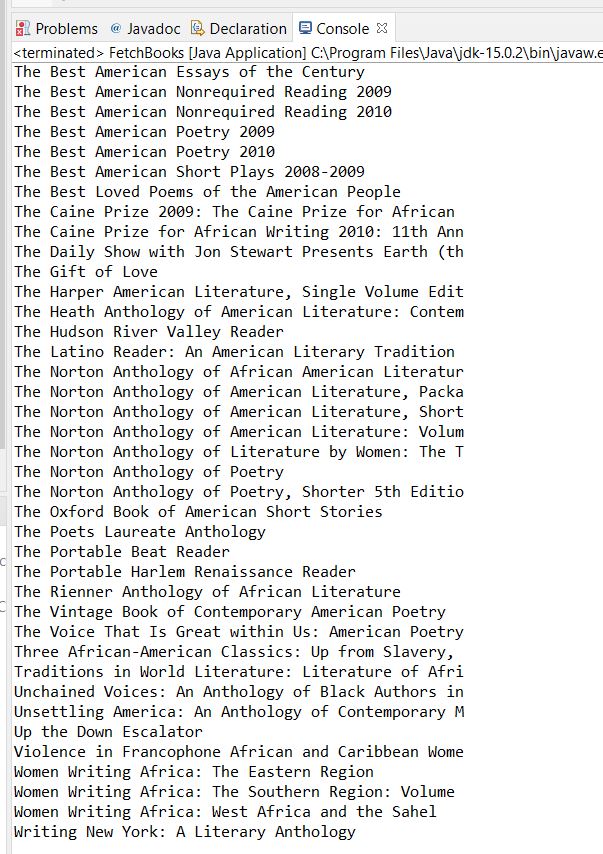 Problems @ Javadoc Declaration Console
<terminated> FetchBooks [Java Application] C:\Program Files\Java\jdk-15.0.2\bin\javaw.e
The Best American Essays of the Century
The Best American Nonrequired Reading 2009
The Best American Nonrequired Reading 2010
The Best American Poetry 2009
The Best American Poetry 2010
The Best American Short Plays 2008-2009
The Best Loved Poems of the American People
The Caine Prize 2009: The Caine Prize for African
The Caine Prize for African Writing 2010: 11th Ann
The Daily Show with Jon Stewart Presents Earth (th
The Gift of Love
The Harper American Literature, Single Volume Edit
The Heath Anthology of American Literature: Contem
The Hudson River Valley Reader
The Latino Reader: An American Literary Tradition
The Norton Anthology of African American Literatur
The Norton Anthology of American Literature, Packa
The Norton Anthology of American Literature, Short
The Norton Anthology of American Literature: Volum
The Norton Anthology of Literature by Women: The T
The Norton Anthology of Poetry
The Norton Anthology of Poetry, Shorter 5th Editio
The Oxford Book of American Short Stories
The Poets Laureate Anthology
The Portable Beat Reader
The Portable Harlem Renaissance Reader
The Rienner Anthology of African Literature
The Vintage Book of Contemporary American Poetry
The Voice That Is Great within Us: American Poetry
Three African-American Classics: Up from Slavery,
Traditions in World Literature: Literature of Afri
Unchained Voices: An Anthology of Black Authors in
Unsettling America: An Anthology of Contemporary M
Up the Down Escalator
Violence in Francophone African and Caribbean Wome
Women Writing Africa: The Eastern Region
Women Writing Africa: The Southern Region: Volume
Women Writing Africa: West Africa and the Sahel
Writing New York: A Literary Anthology